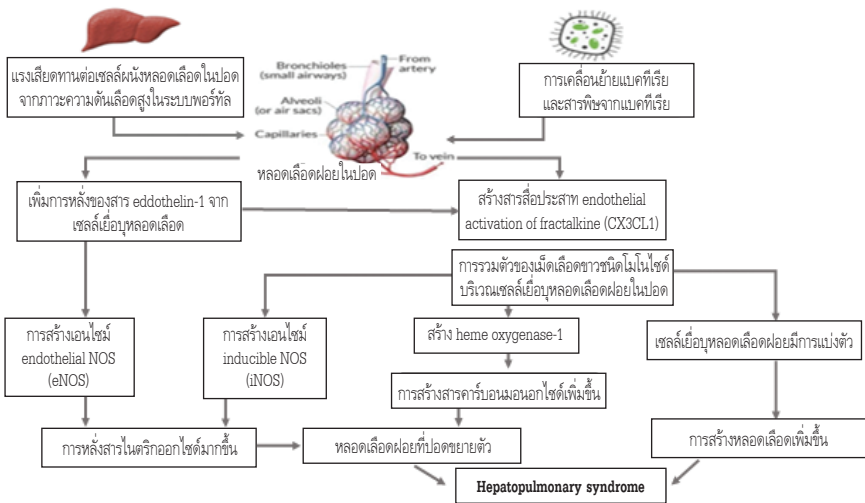 แรงเสียดทานต่อเซลล์ผนังหลอดเลือดในปอด
จากภาวะความดันเลือดสูงในระบบพอร์ทัล
Bronchioles
(small airways)
From
artery
Alveoli
(or air sacs)
Capillaries
To vein
การเคลื่อนย้ายแบคทีเรีย
และสารพิษจากแบคทีเรีย
หลอดเลือดฝอยในปอด
เพิ่มการหลั่งของสาร eddothelin-1 จาก
เซลล์เยื่อบุหลอดเลือด
สร้างสารสื่อประสาท endothelial
activation of fractalkine (CX3CL1)
การรวมตัวของเม็ดเลือดขาวชนิดโมโนไซด์
บริเวณเซลล์เยื่อบุหลอดเลือดฝอยในปอด
การสร้างเอนไซม์
endothelial NOS
(eNOS)
การสร้างเอนไซม์
inducible NOS
(iNOS)
สร้าง heme oxygenase-1
เซลล์เยื่อบุหลอดเลือดฝอยมีการแบ่งตัว
การสร้างสารคาร์บอนมอนอกไซด์เพิ่มขึ้น
การหลั่งสารไนตริกออกไซด์มากขึ้น
หลอดเลือดฝอยที่ปอดขยายตัว
การสร้างหลอดเลือดเพิ่มขึ้น
Hepatopulmonary syndrome